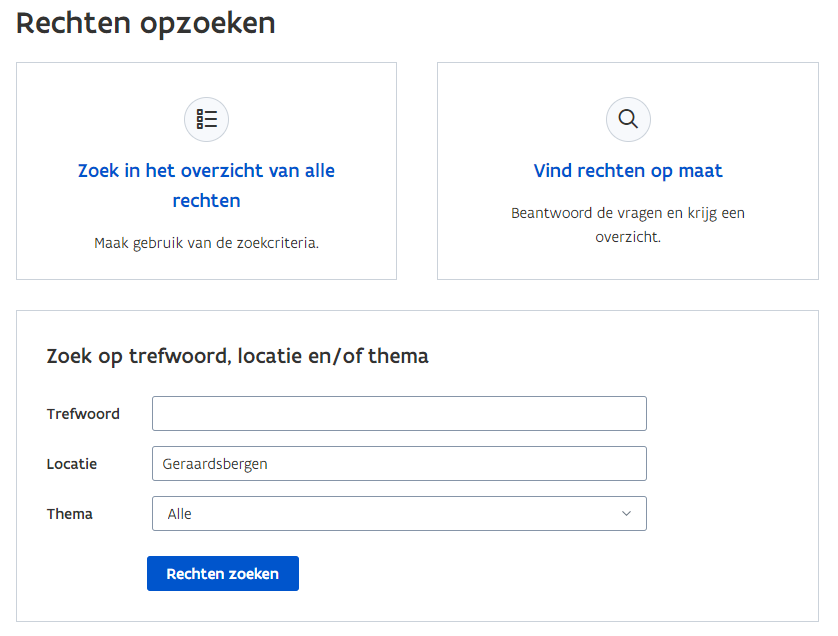 Rechten opzoeken
Zoek in het overzicht van alle
rechten
Maak gebruik van de zoekcriteria.
Vind rechten op maat
Beantwoord de vragen en krijg een
overzicht.
Zoek op trefwoord, locatie en/of thema
Trefwoord
Locatie
Geraardsbergen
Thema
Alle
Rechten zoeken